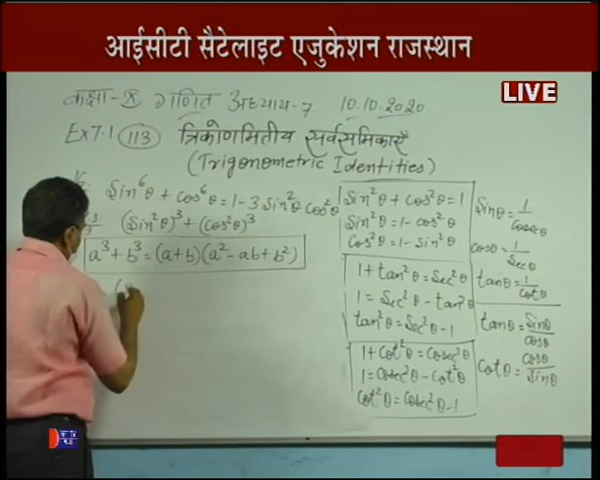 आईसीटी सैटेलाइट एजुकेशन राजस्थान
LIVE
कक्षा-X गणित अध्याय-7 10.10.2020
Ex 7.1 (113) त्रिकोणमितीय सर्वसमिकाएँ
(Trigonometric Identities)
Sin⁶θ + Cos⁶θ = 1 - 3 Sin²θ Cos²θ
(Sin²θ)³ + (Cos²θ)³
a³ + b³ = (a+b)(a² - ab + b²)
Sin²θ + Cos²θ = 1
Sin²θ = 1 - Cos²θ
Cos²θ = 1 - Sin²θ
1 + tan²θ = Sec²θ
1 = Sec²θ - tan²θ
tan²θ = Sec²θ - 1
1 + Cot²θ = Cosec²θ
1 = Cosec²θ - Cot²θ
Cot²θ = Cosec²θ - 1
Sinθ = 1/Cosecθ
Cosθ = 1/Secθ
tanθ = 1/Cotθ
tanθ = Sinθ/Cosθ
Cotθ = Cosθ/Sinθ